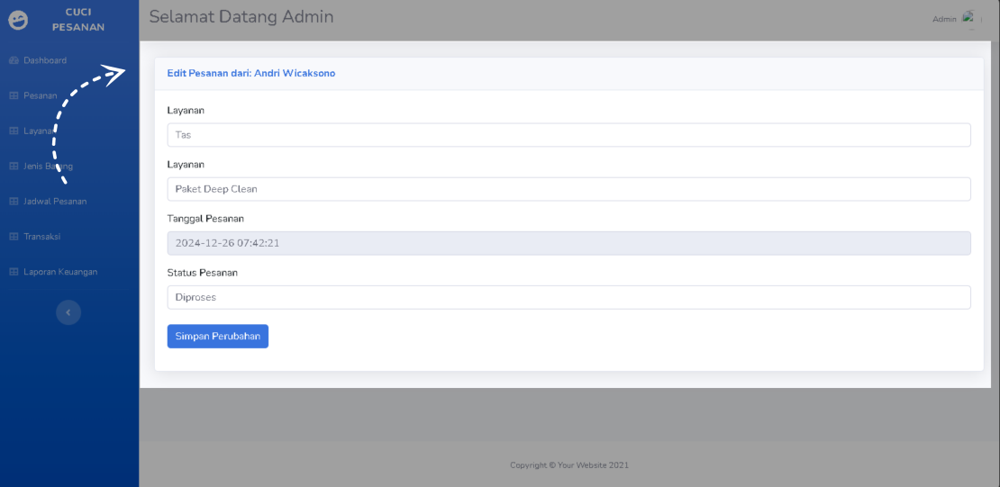 CUCI
PESANAN
Selamat Datang Admin
Admin
Dashboard
Pesanan
Layanan
Jenis Barang
Jadwal Pesanan
Transaksi
Laporan Keuangan
Edit Pesanan dari: Andri Wicaksono
Layanan
Tas
Layanan
Paket Deep Clean
Tanggal Pesanan
2024-12-26 07:42:21
Status Pesanan
Diproses
Simpan Perubahan
Copyright © Your Website 2021